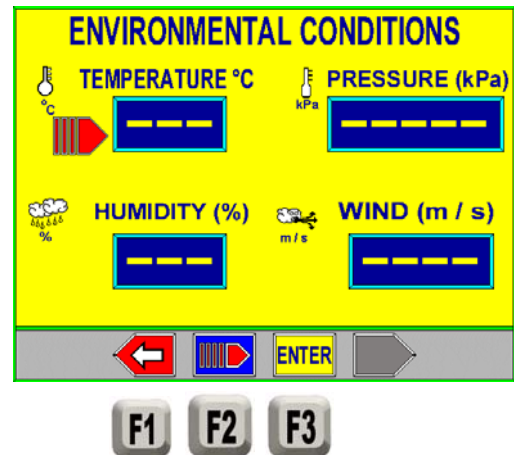 ENVIRONMENTAL CONDITIONS
TEMPERATURE °C
PRESSURE (kPa)
°C
kPa
--- 
-----
HUMIDITY (%)
WIND (m / s)
%
m / s
---
----
ENTER
F1 F2 F3